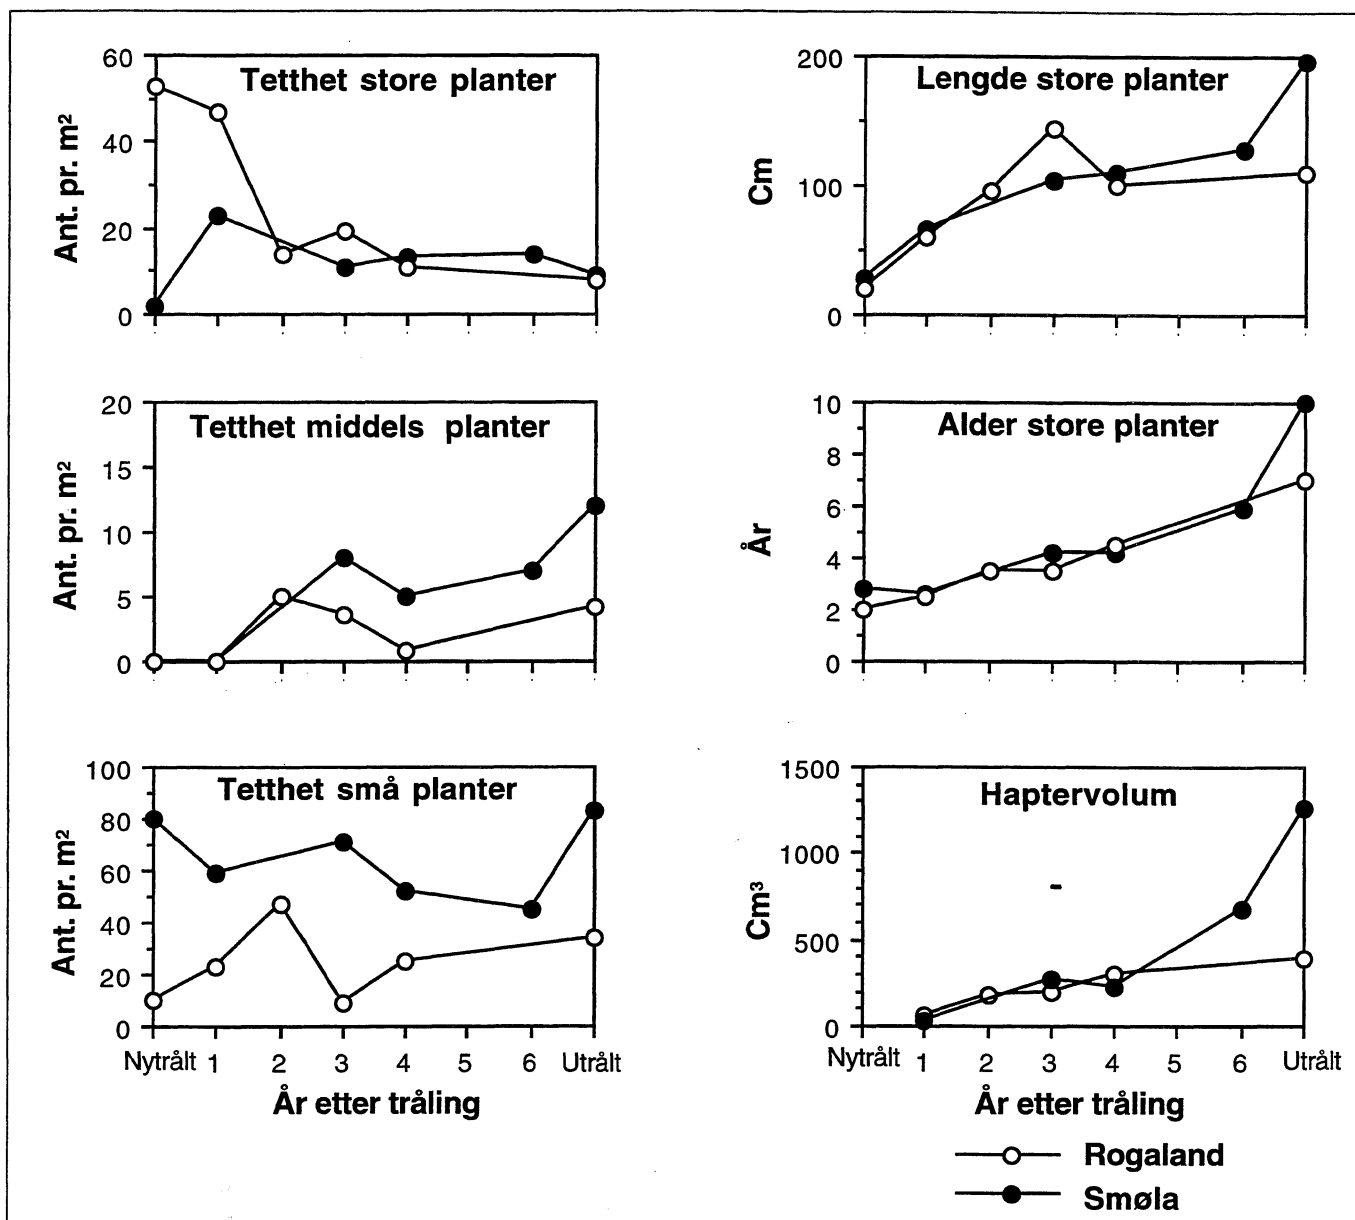 Tetthet store planter
Ant. pr. m²
60
40
20
0
Lengde store planter
Cm
200
100
0
Tetthet middels planter
Ant. pr. m²
20
15
10
5
0
Alder store planter
År
10
8
6
4
2
0
Tetthet små planter
Ant. pr. m²
100
80
60
40
20
0
Nytrålt 1 2 3 4 5 6 Utrålt
År etter tråling
Haptervolum
Cm³
1500
1000
500
0
Nytrålt 1 2 3 4 5 6 Utrålt
År etter tråling
Rogaland
Smøla